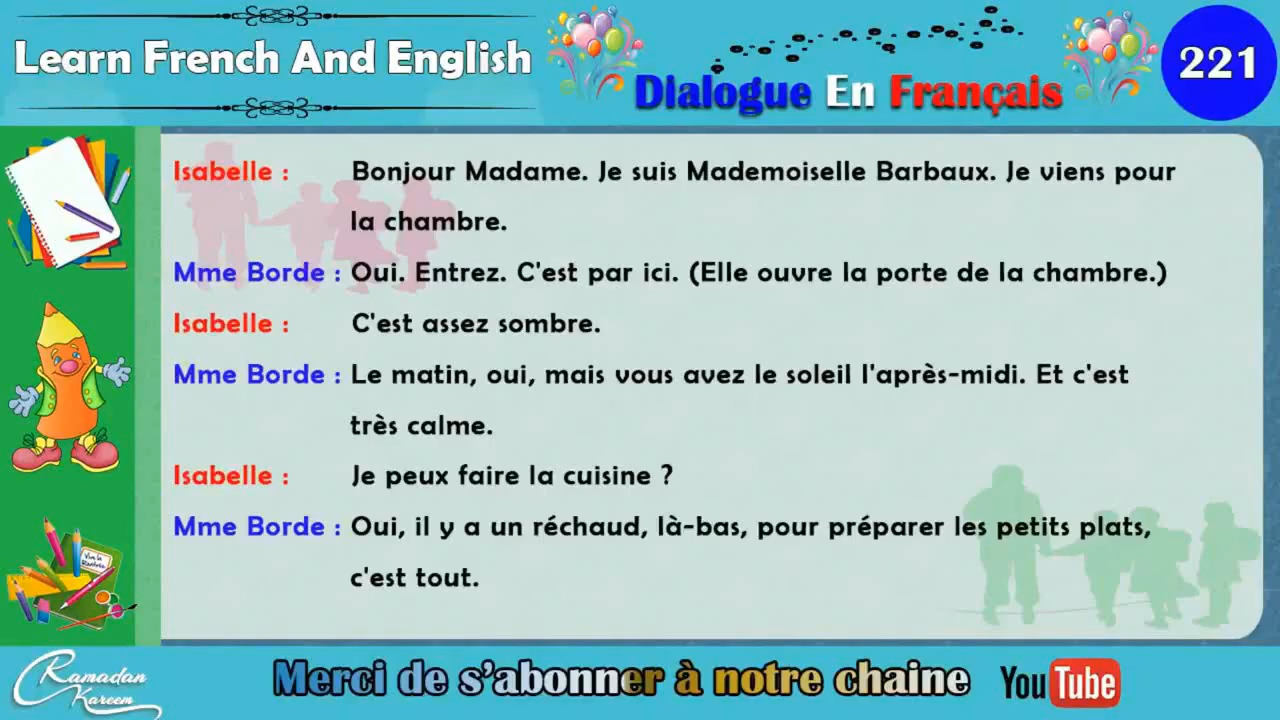 Learn French And English
Dialogue En Français
221
Isabelle : Bonjour Madame. Je suis Mademoiselle Barbaux. Je viens pour
la chambre.
Mme Borde : Oui. Entrez. C'est par ici. (Elle ouvre la porte de la chambre.)
Isabelle : C'est assez sombre.
Mme Borde : Le matin, oui, mais vous avez le soleil l'après-midi. Et c'est
très calme.
Isabelle : Je peux faire la cuisine ?
Mme Borde : Oui, il y a un réchaud, là-bas, pour préparer les petits plats,
c'est tout.
Vive la
Rentrée
Ramadan
Kareem
Merci de s'abonner à notre chaine
YouTube